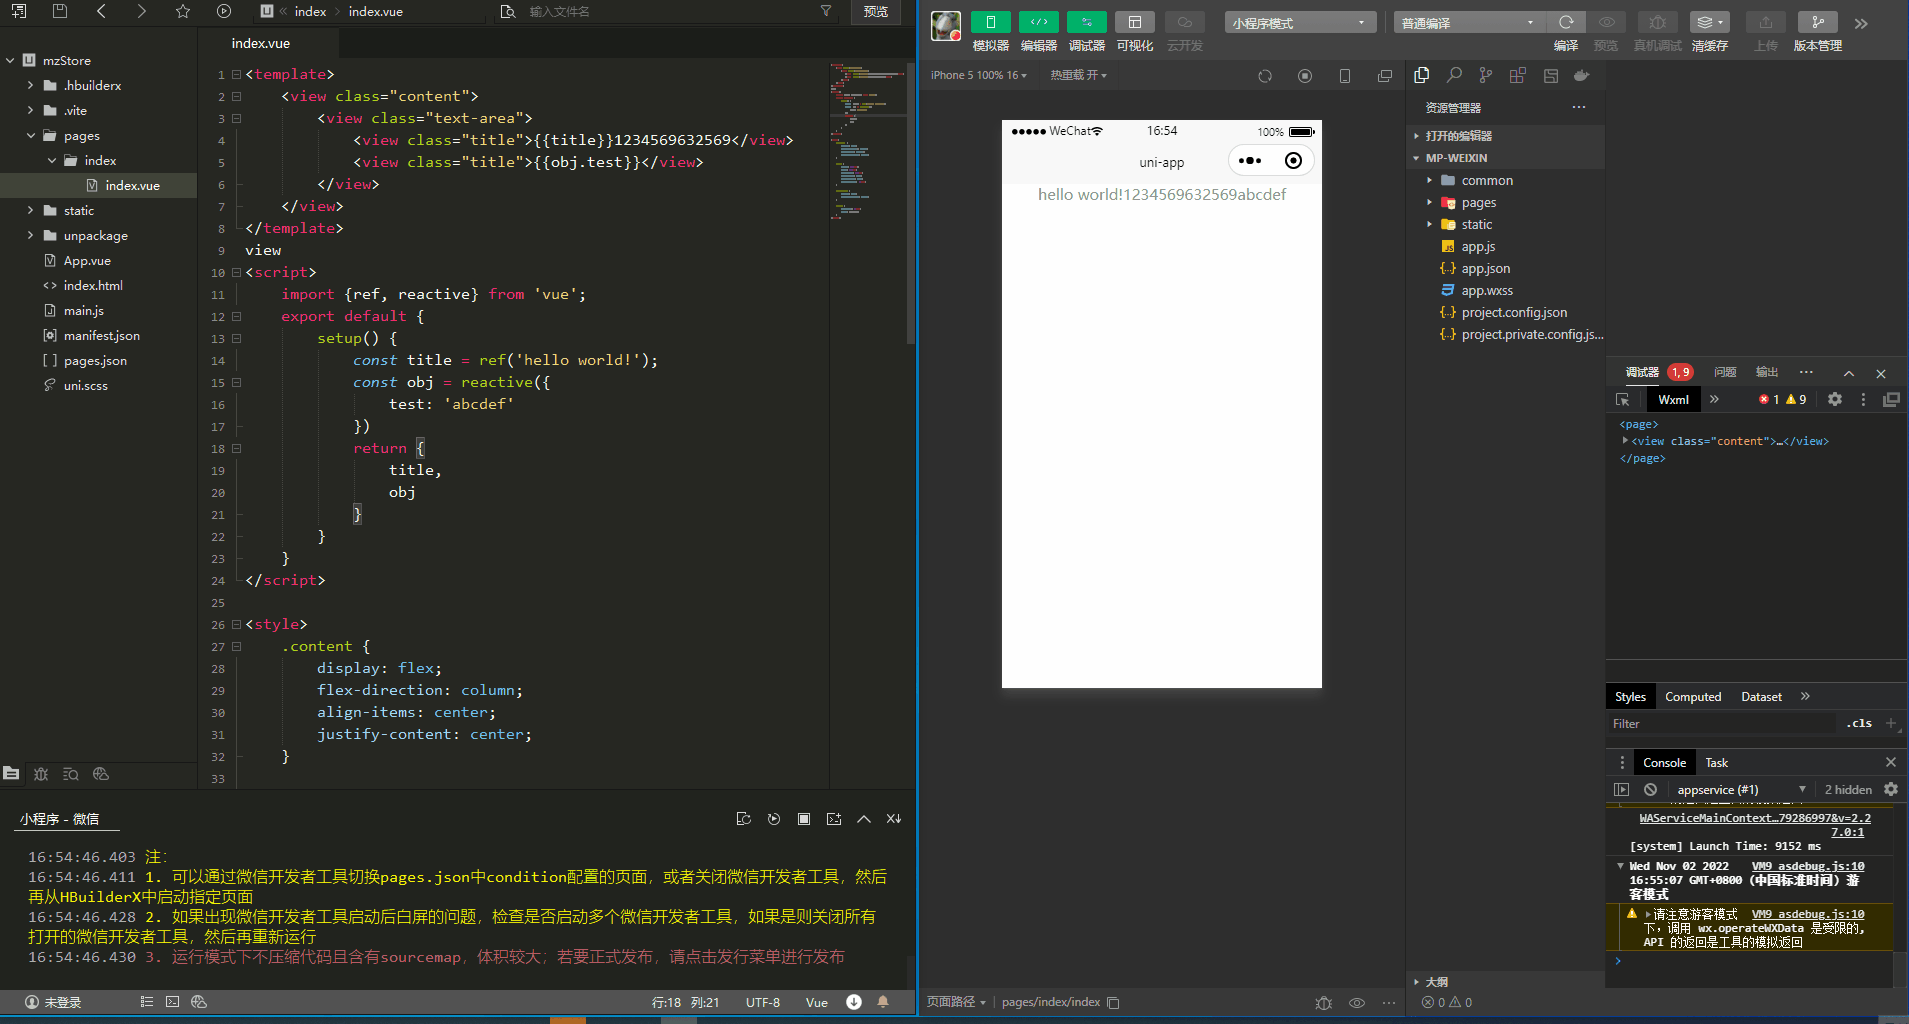 index
index.vue
输入文件名
预览
mzStore
.hbuilderx
.vite
pages
index
index.vue
static
unpackage
App.vue
index.html
main.js
manifest.json
pages.json
uni.scss
index.vue
1 <template>
2 <view class="content">
3 <view class="text-area">
4 <view class="title">{{title}}1234569632569</view>
5 <view class="title">{{obj.test}}</view>
6 </view>
7 </view>
8 </template>
9 view
10 <script>
11 import {ref, reactive} from 'vue';
12 export default {
13 setup() {
14 const title = ref('hello world!');
15 const obj = reactive({
16 test: 'abcdef'
17 })
18 return {
19 title,
20 obj
21 }
22 }
23 }
24 </script>
25
26 <style>
27 .content {
28 display: flex;
29 flex-direction: column;
30 align-items: center;
31 justify-content: center;
32 }
33
小程序 - 微信
16:54:46.403 注:
16:54:46.411 1. 可以通过微信开发者工具切换pages.json中condition配置的页面，或者关闭微信开发者工具，然后
再从HBuilderX中启动指定页面
16:54:46.428 2. 如果出现微信开发者工具启动后白屏的问题，检查是否启动多个微信开发者工具，如果是则关闭所有
打开的微信开发者工具，然后再重新运行
16:54:46.430 3. 运行模式下不压缩代码且含有sourcemap，体积较大；若要正式发布，请点击发行菜单进行发布
未登录
行:18 列:21
UTF-8
Vue
模拟器
编辑器
调试器
可视化
云开发
小程序模式
普通编译
编译
预览
真机调试
清缓存
上传
版本管理
iPhone 5 100% 16
热重载 开
WeChat
16:54
100%
uni-app
hello world!1234569632569abcdef
页面路径
pages/index/index
资源管理器
打开的编辑器
MP-WEIXIN
common
pages
static
app.js
app.json
app.wxss
project.config.json
project.private.config.js...
大纲
0
0
调试器
1, 9
问题
输出
Wxml
1
9
<page>
<view class="content">…</view>
</page>
Styles
Computed
Dataset
Filter
.cls
Console
Task
appservice (#1)
2 hidden
WAServiceMainContext…79286997&v=2.2
7.0:1
[system] Launch Time: 9152 ms
Wed Nov 02 2022 VM9 asdebug.js:10
16:55:07 GMT+0800 (中国标准时间) 游
客模式
请注意游客模式 VM9 asdebug.js:10
下，调用 wx.operateWXData 是受限的,
API 的返回是工具的模拟返回